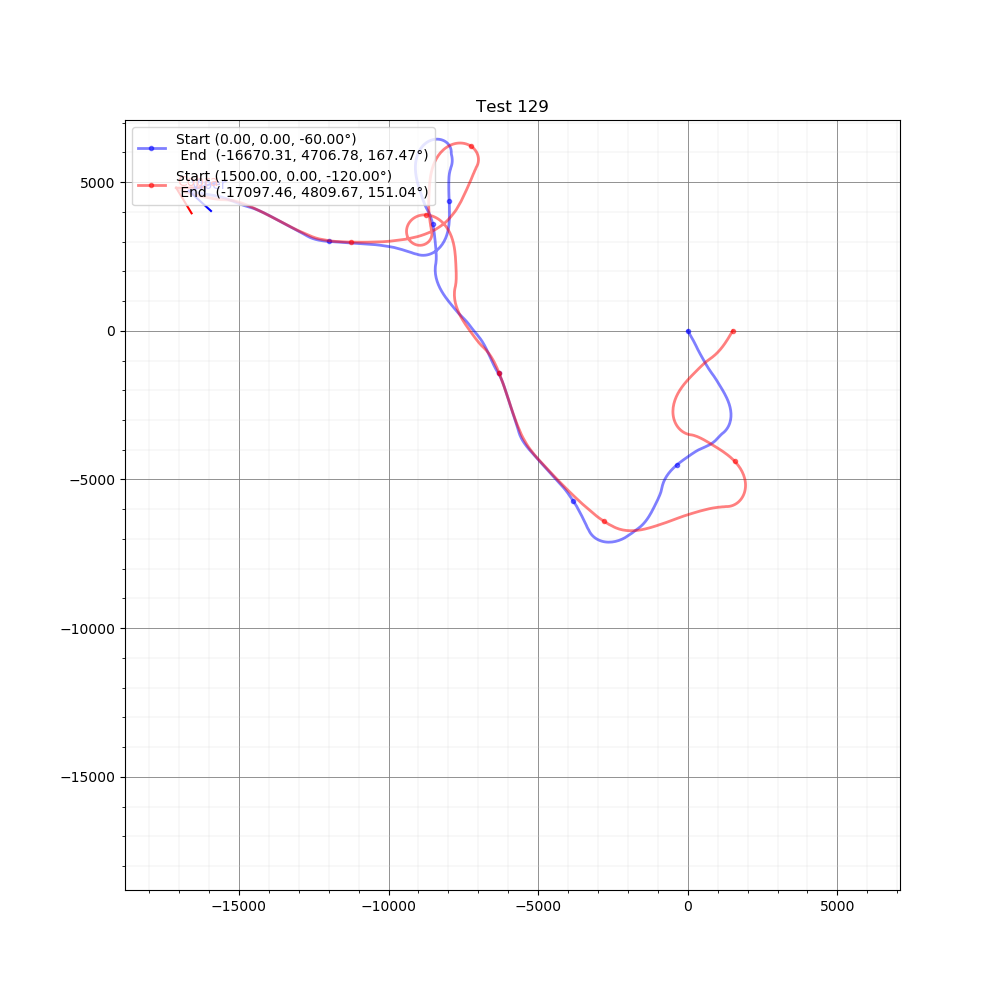 Test 129
Start (0.00, 0.00, -60.00°)
End (-16670.31, 4706.78, 167.47°)
Start (1500.00, 0.00, -120.00°)
End (-17097.46, 4809.67, 151.04°)
5000
0
−5000
−10000
−15000
−15000 −10000 −5000 0 5000